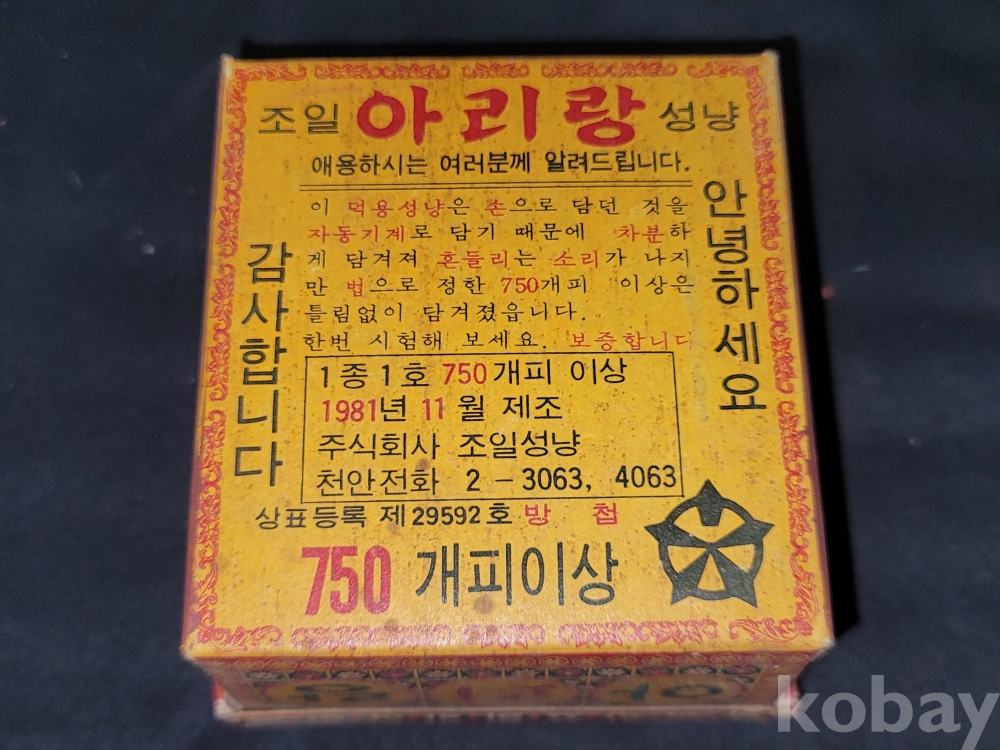 조일 아리랑 성냥
애용하시는 여러분께 알려드립니다.
안녕하세요
이 덕용성냥은 손으로 담던 것을
자동기계로 담기 때문에 차분하
게 담겨져 흔들리는 소리가 나지
만 법으로 정한 750개피 이상은
틀림없이 담겨졌읍니다.
한번 시험해 보세요. 보증합니다
감사합니다
1종1호 750개피 이상
1981년 11월 제조
주식회사 조일성냥
천안전화 2-3063, 4063
상표등록 제29592호 방 첩
750 개피이상
kobay